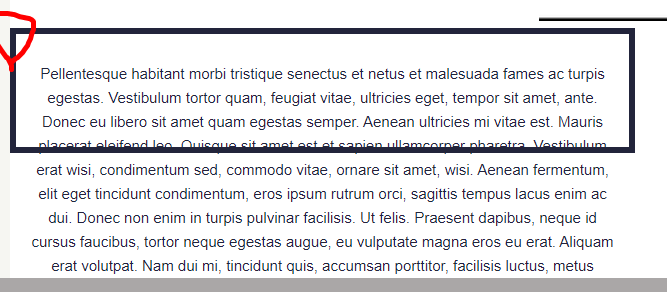 Pellentesque habitant morbi tristique senectus et netus et malesuada fames ac turpis
egestas. Vestibulum tortor quam, feugiat vitae, ultricies eget, tempor sit amet, ante.
Donec eu libero sit amet quam egestas semper. Aenean ultricies mi vitae est. Mauris
placerat eleifend leo. Quisque sit amet est et sapien ullamcorper pharetra. Vestibulum
erat wisi, condimentum sed, commodo vitae, ornare sit amet, wisi. Aenean fermentum,
elit eget tincidunt condimentum, eros ipsum rutrum orci, sagittis tempus lacus enim ac
dui. Donec non enim in turpis pulvinar facilisis. Ut felis. Praesent dapibus, neque id
cursus faucibus, tortor neque egestas augue, eu vulputate magna eros eu erat. Aliquam
erat volutpat. Nam dui mi, tincidunt quis, accumsan porttitor, facilisis luctus, metus